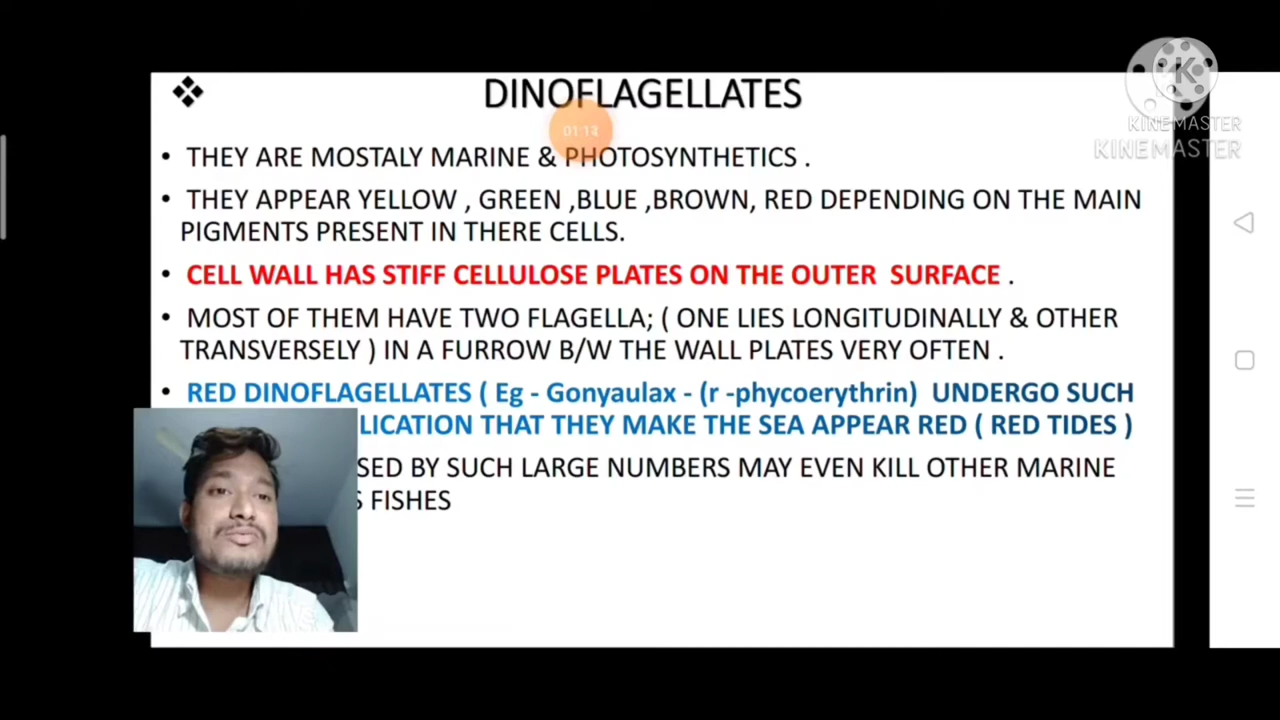 DINOFLAGELLATES
01:13
THEY ARE MOSTALY MARINE & PHOTOSYNTHETICS .
THEY APPEAR YELLOW , GREEN ,BLUE ,BROWN, RED DEPENDING ON THE MAIN
PIGMENTS PRESENT IN THERE CELLS.
CELL WALL HAS STIFF CELLULOSE PLATES ON THE OUTER SURFACE .
MOST OF THEM HAVE TWO FLAGELLA; ( ONE LIES LONGITUDINALLY & OTHER
TRANSVERSELY ) IN A FURROW B/W THE WALL PLATES VERY OFTEN .
RED DINOFLAGELLATES ( Eg - Gonyaulax - (r -phycoerythrin) UNDERGO SUCH
LICATION THAT THEY MAKE THE SEA APPEAR RED ( RED TIDES )
SED BY SUCH LARGE NUMBERS MAY EVEN KILL OTHER MARINE
S FISHES
KINEMASTER
KINEMASTER